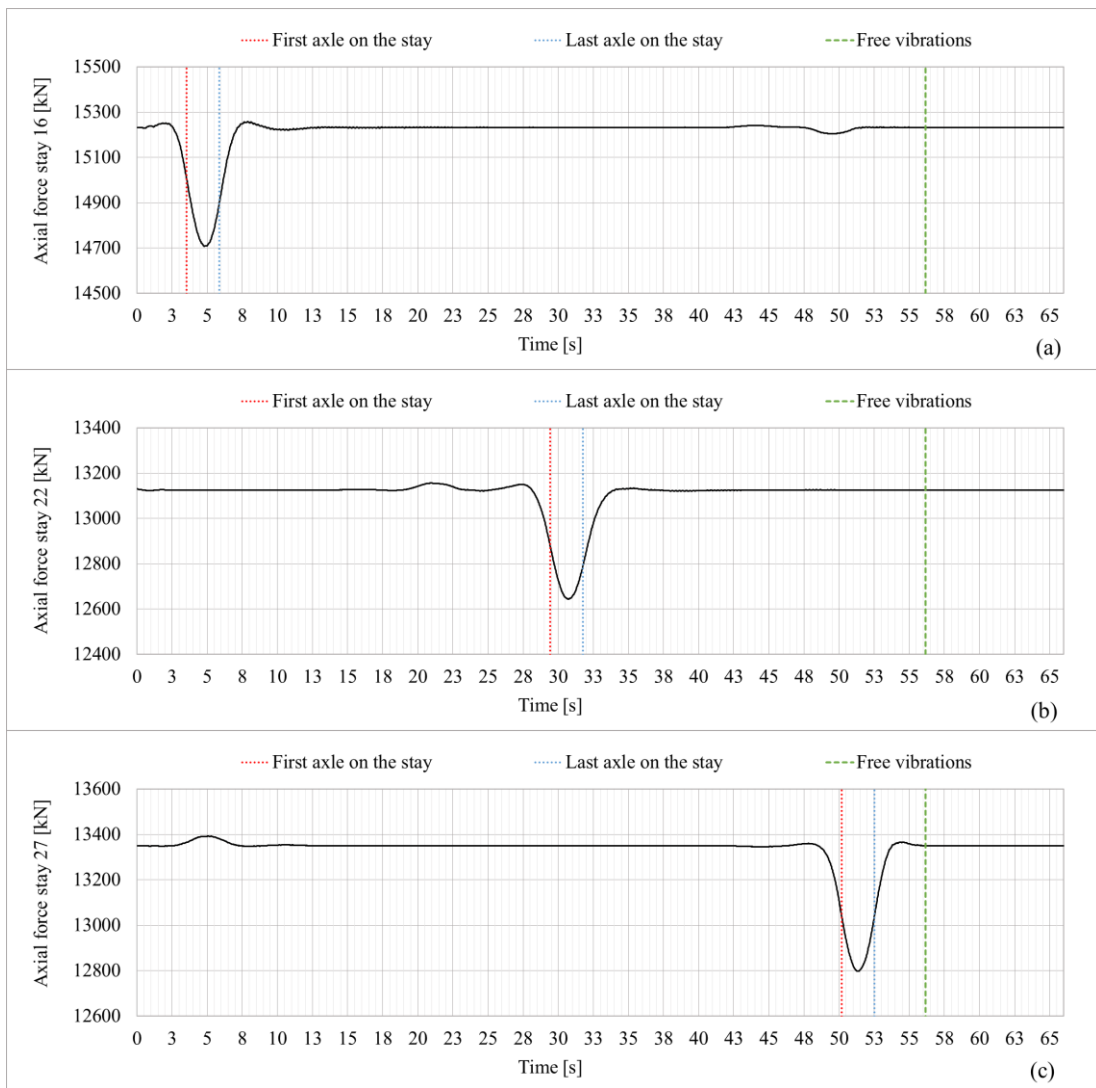 First axle on the stay Last axle on the stay Free vibrations
Axial force stay 16 [kN]
15500
15300
15100
14900
14700
14500
0 3 5 8 10 13 15 18 20 23 25 28 30 33 35 38 40 43 45 48 50 53 55 58 60 63 65
Time [s]
(a)
First axle on the stay Last axle on the stay Free vibrations
Axial force stay 22 [kN]
13400
13200
13000
12800
12600
12400
0 3 5 8 10 13 15 18 20 23 25 28 30 33 35 38 40 43 45 48 50 53 55 58 60 63 65
Time [s]
(b)
First axle on the stay Last axle on the stay Free vibrations
Axial force stay 27 [kN]
13600
13400
13200
13000
12800
12600
0 3 5 8 10 13 15 18 20 23 25 28 30 33 35 38 40 43 45 48 50 53 55 58 60 63 65
Time [s]
(c)